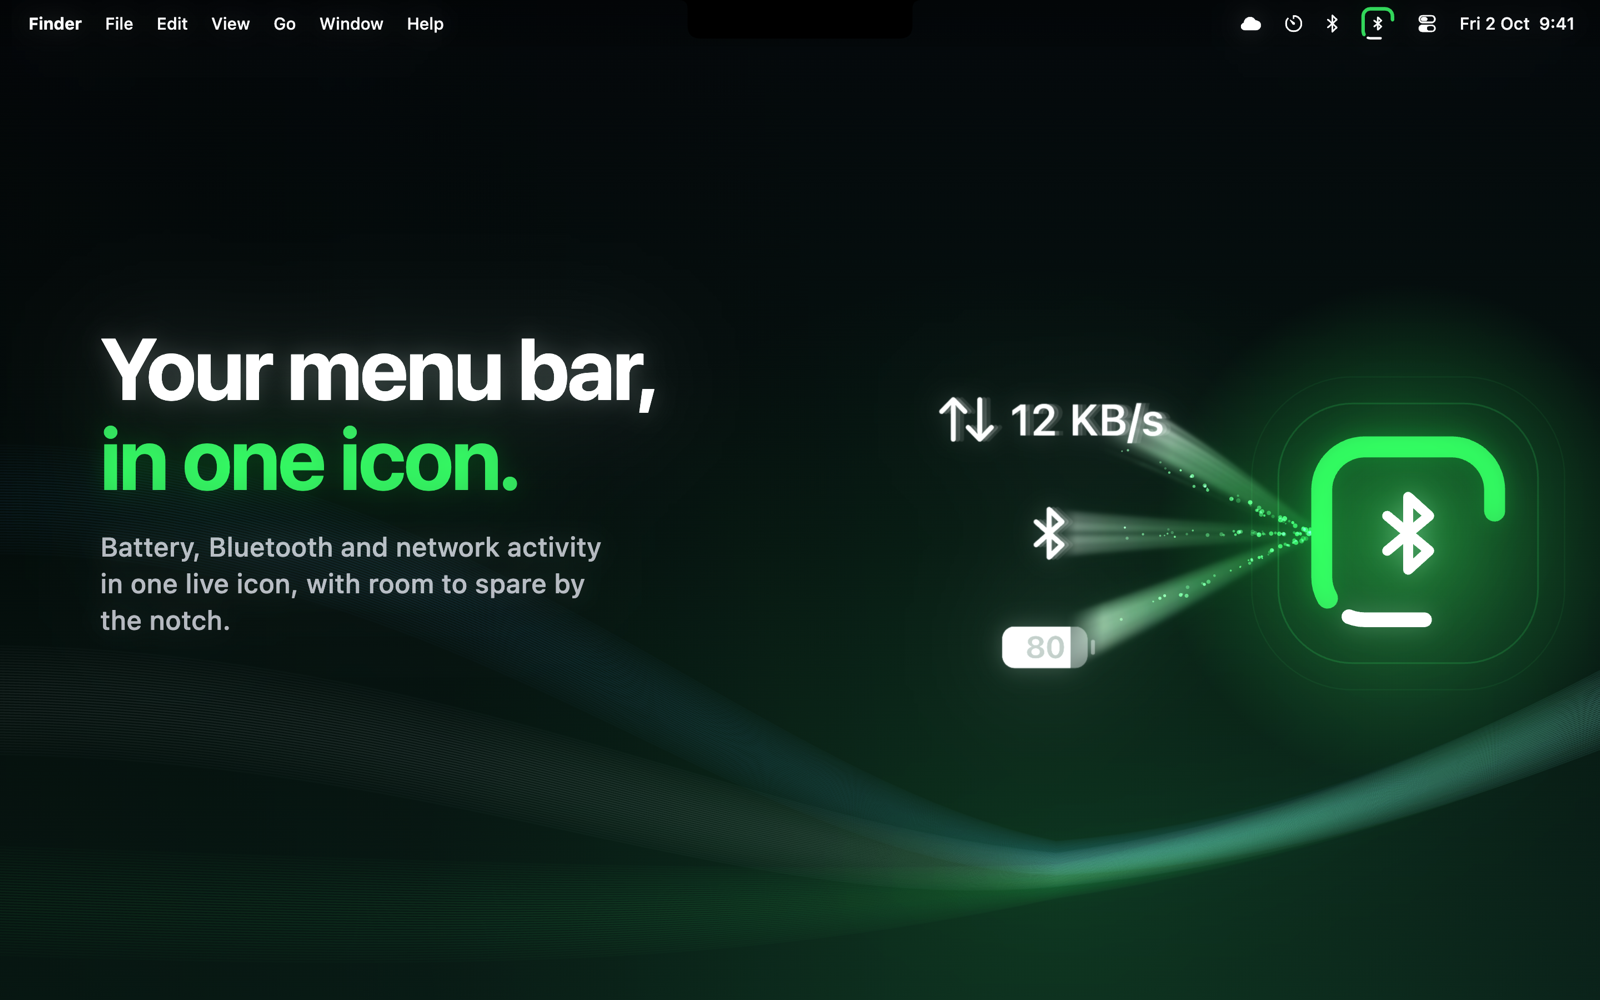 Finder File Edit View Go Window Help Fri 2 Oct 9:41
Your menu bar,
in one icon.
Battery, Bluetooth and network activity
in one live icon, with room to spare by
the notch.
12 KB/s
80